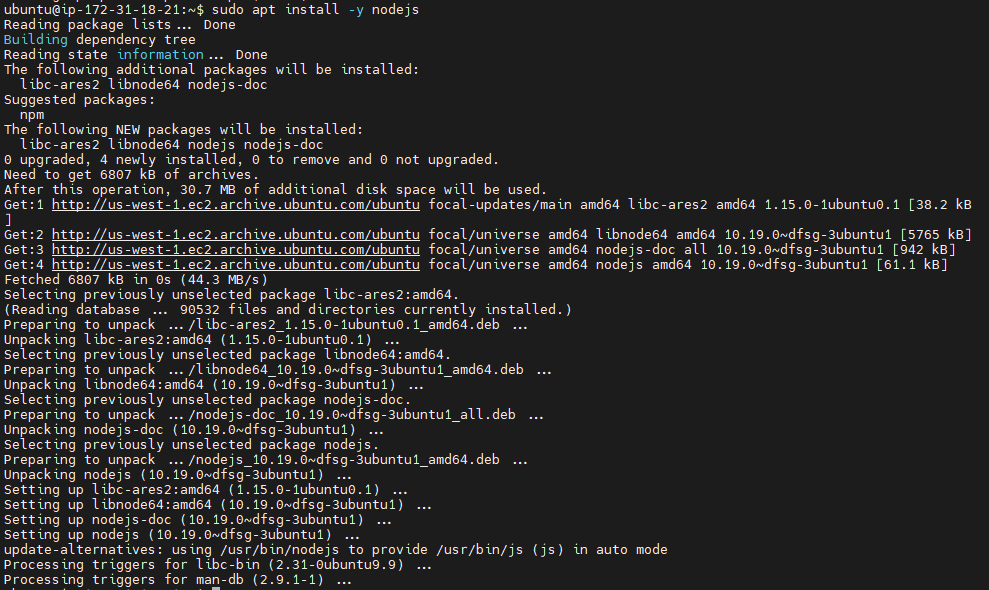 ubuntu@ip-172-31-18-21:~$ sudo apt install -y nodejs
Reading package lists... Done
Building dependency tree
Reading state information... Done
The following additional packages will be installed:
  libc-ares2 libnode64 nodejs-doc
Suggested packages:
  npm
The following NEW packages will be installed:
  libc-ares2 libnode64 nodejs nodejs-doc
0 upgraded, 4 newly installed, 0 to remove and 0 not upgraded.
Need to get 6807 kB of archives.
After this operation, 30.7 MB of additional disk space will be used.
Get:1 http://us-west-1.ec2.archive.ubuntu.com/ubuntu focal-updates/main amd64 libc-ares2 amd64 1.15.0-1ubuntu0.1 [38.2 kB
]
Get:2 http://us-west-1.ec2.archive.ubuntu.com/ubuntu focal/universe amd64 libnode64 amd64 10.19.0~dfsg-3ubuntu1 [5765 kB]
Get:3 http://us-west-1.ec2.archive.ubuntu.com/ubuntu focal/universe amd64 nodejs-doc all 10.19.0~dfsg-3ubuntu1 [942 kB]
Get:4 http://us-west-1.ec2.archive.ubuntu.com/ubuntu focal/universe amd64 nodejs amd64 10.19.0~dfsg-3ubuntu1 [61.1 kB]
Fetched 6807 kB in 0s (44.3 MB/s)
Selecting previously unselected package libc-ares2:amd64.
(Reading database ... 90532 files and directories currently installed.)
Preparing to unpack .../libc-ares2_1.15.0-1ubuntu0.1_amd64.deb ...
Unpacking libc-ares2:amd64 (1.15.0-1ubuntu0.1) ...
Selecting previously unselected package libnode64:amd64.
Preparing to unpack .../libnode64_10.19.0~dfsg-3ubuntu1_amd64.deb ...
Unpacking libnode64:amd64 (10.19.0~dfsg-3ubuntu1) ...
Selecting previously unselected package nodejs-doc.
Preparing to unpack .../nodejs-doc_10.19.0~dfsg-3ubuntu1_all.deb ...
Unpacking nodejs-doc (10.19.0~dfsg-3ubuntu1) ...
Selecting previously unselected package nodejs.
Preparing to unpack .../nodejs_10.19.0~dfsg-3ubuntu1_amd64.deb ...
Unpacking nodejs (10.19.0~dfsg-3ubuntu1) ...
Setting up libc-ares2:amd64 (1.15.0-1ubuntu0.1) ...
Setting up libnode64:amd64 (10.19.0~dfsg-3ubuntu1) ...
Setting up nodejs-doc (10.19.0~dfsg-3ubuntu1) ...
Setting up nodejs (10.19.0~dfsg-3ubuntu1) ...
update-alternatives: using /usr/bin/nodejs to provide /usr/bin/js (js) in auto mode
Processing triggers for libc-bin (2.31-0ubuntu9.9) ...
Processing triggers for man-db (2.9.1-1) ...